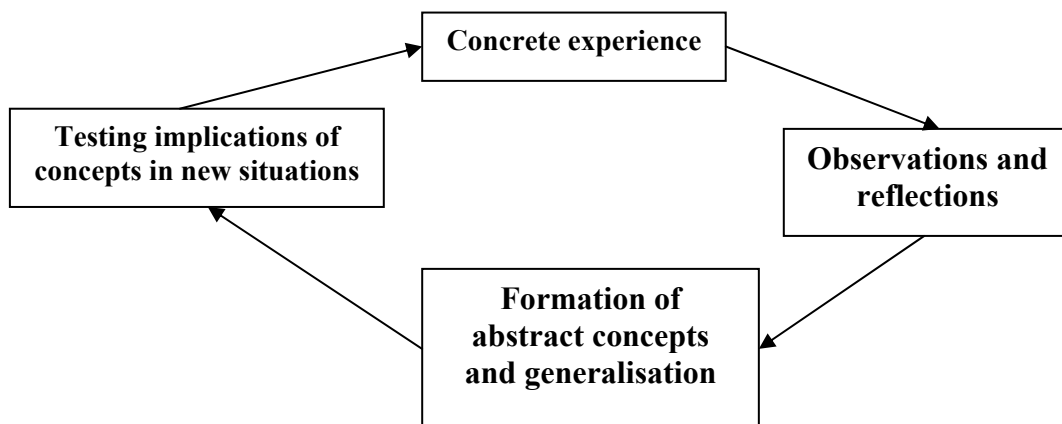 Concrete experience
Testing implications of
concepts in new situations
Observations and
reflections
Formation of
abstract concepts
and generalisation